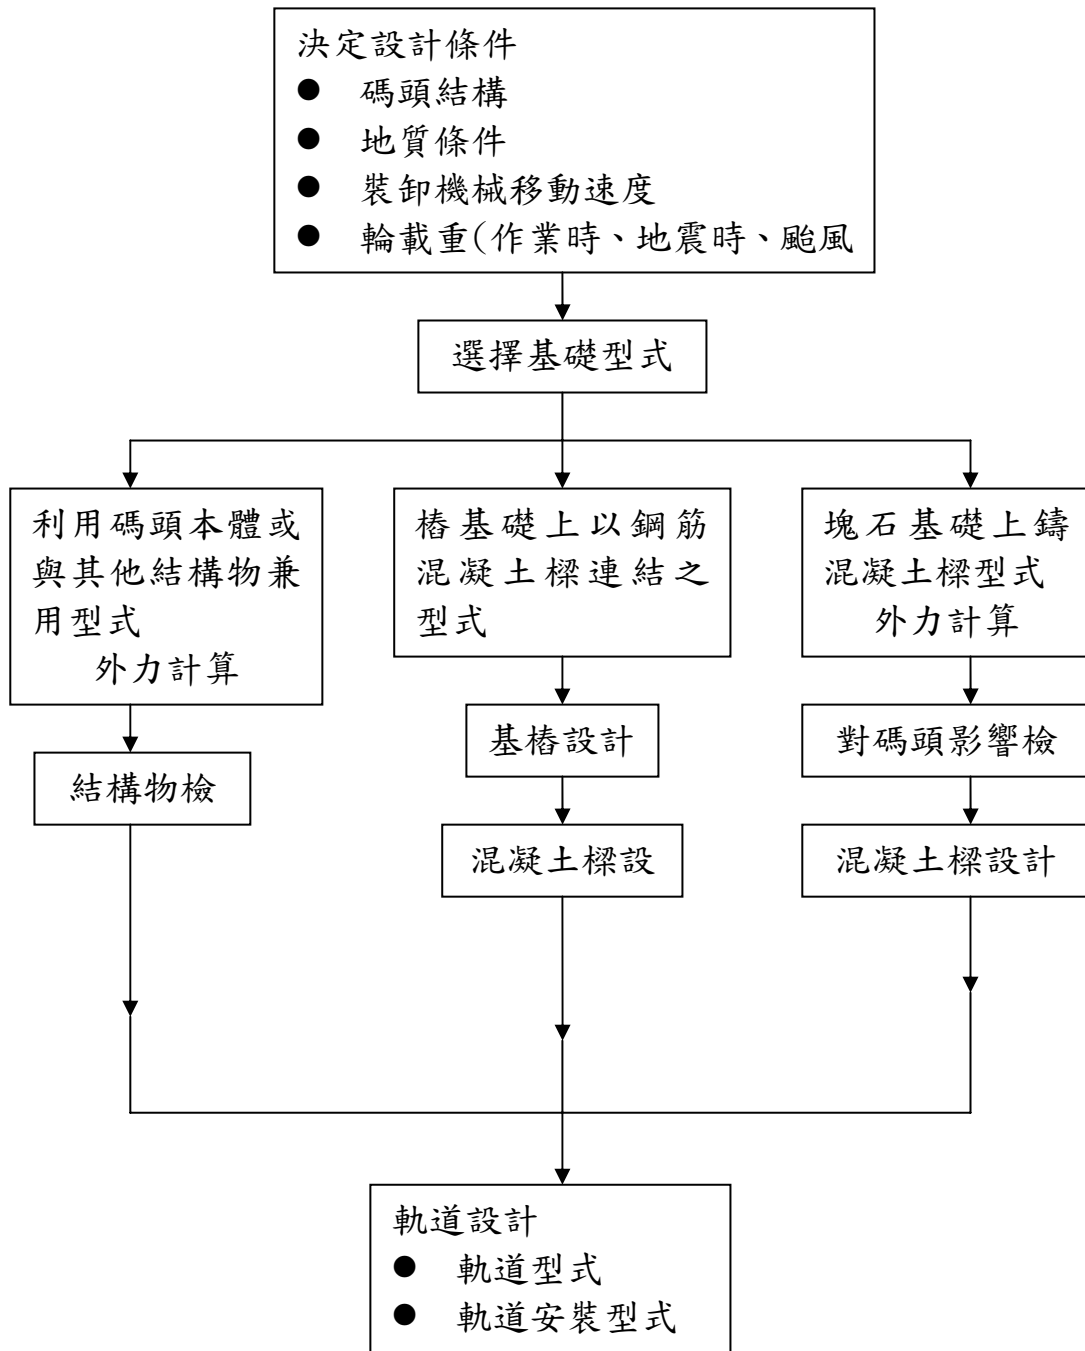 決定設計條件
● 碼頭結構
● 地質條件
● 裝卸機械移動速度
● 輪載重(作業時、地震時、颱風
選擇基礎型式
利用碼頭本體或
與其他結構物兼
用型式
外力計算
樁基礎上以鋼筋
混凝土樑連結之
型式
塊石基礎上鑄
混凝土樑型式
外力計算
結構物檢
基樁設計
對碼頭影響檢
混凝土樑設
混凝土樑設計
軌道設計
● 軌道型式
● 軌道安裝型式